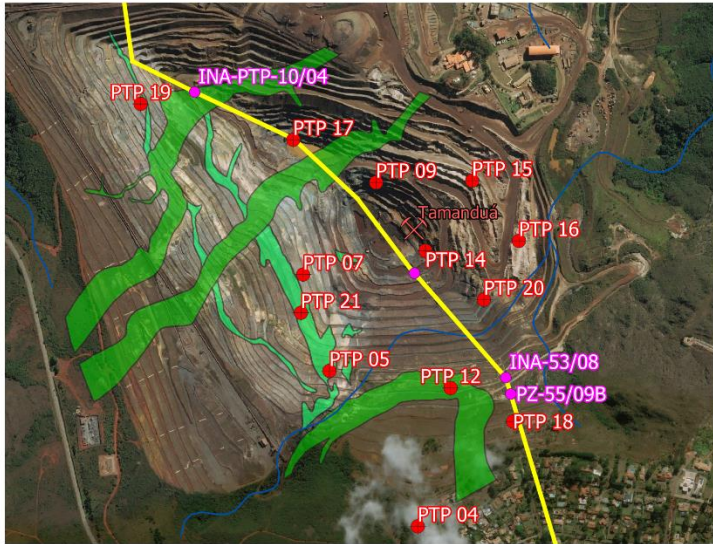 INA-PTP-10/04
PTP 19
PTP 17
PTP 09
PTP 15
Tamanduá
PTP 16
PTP 14
PTP 07
PTP 20
PTP 21
PTP 05
INA-53/08
PTP 12
PZ-55/09B
PTP 18
PTP 04